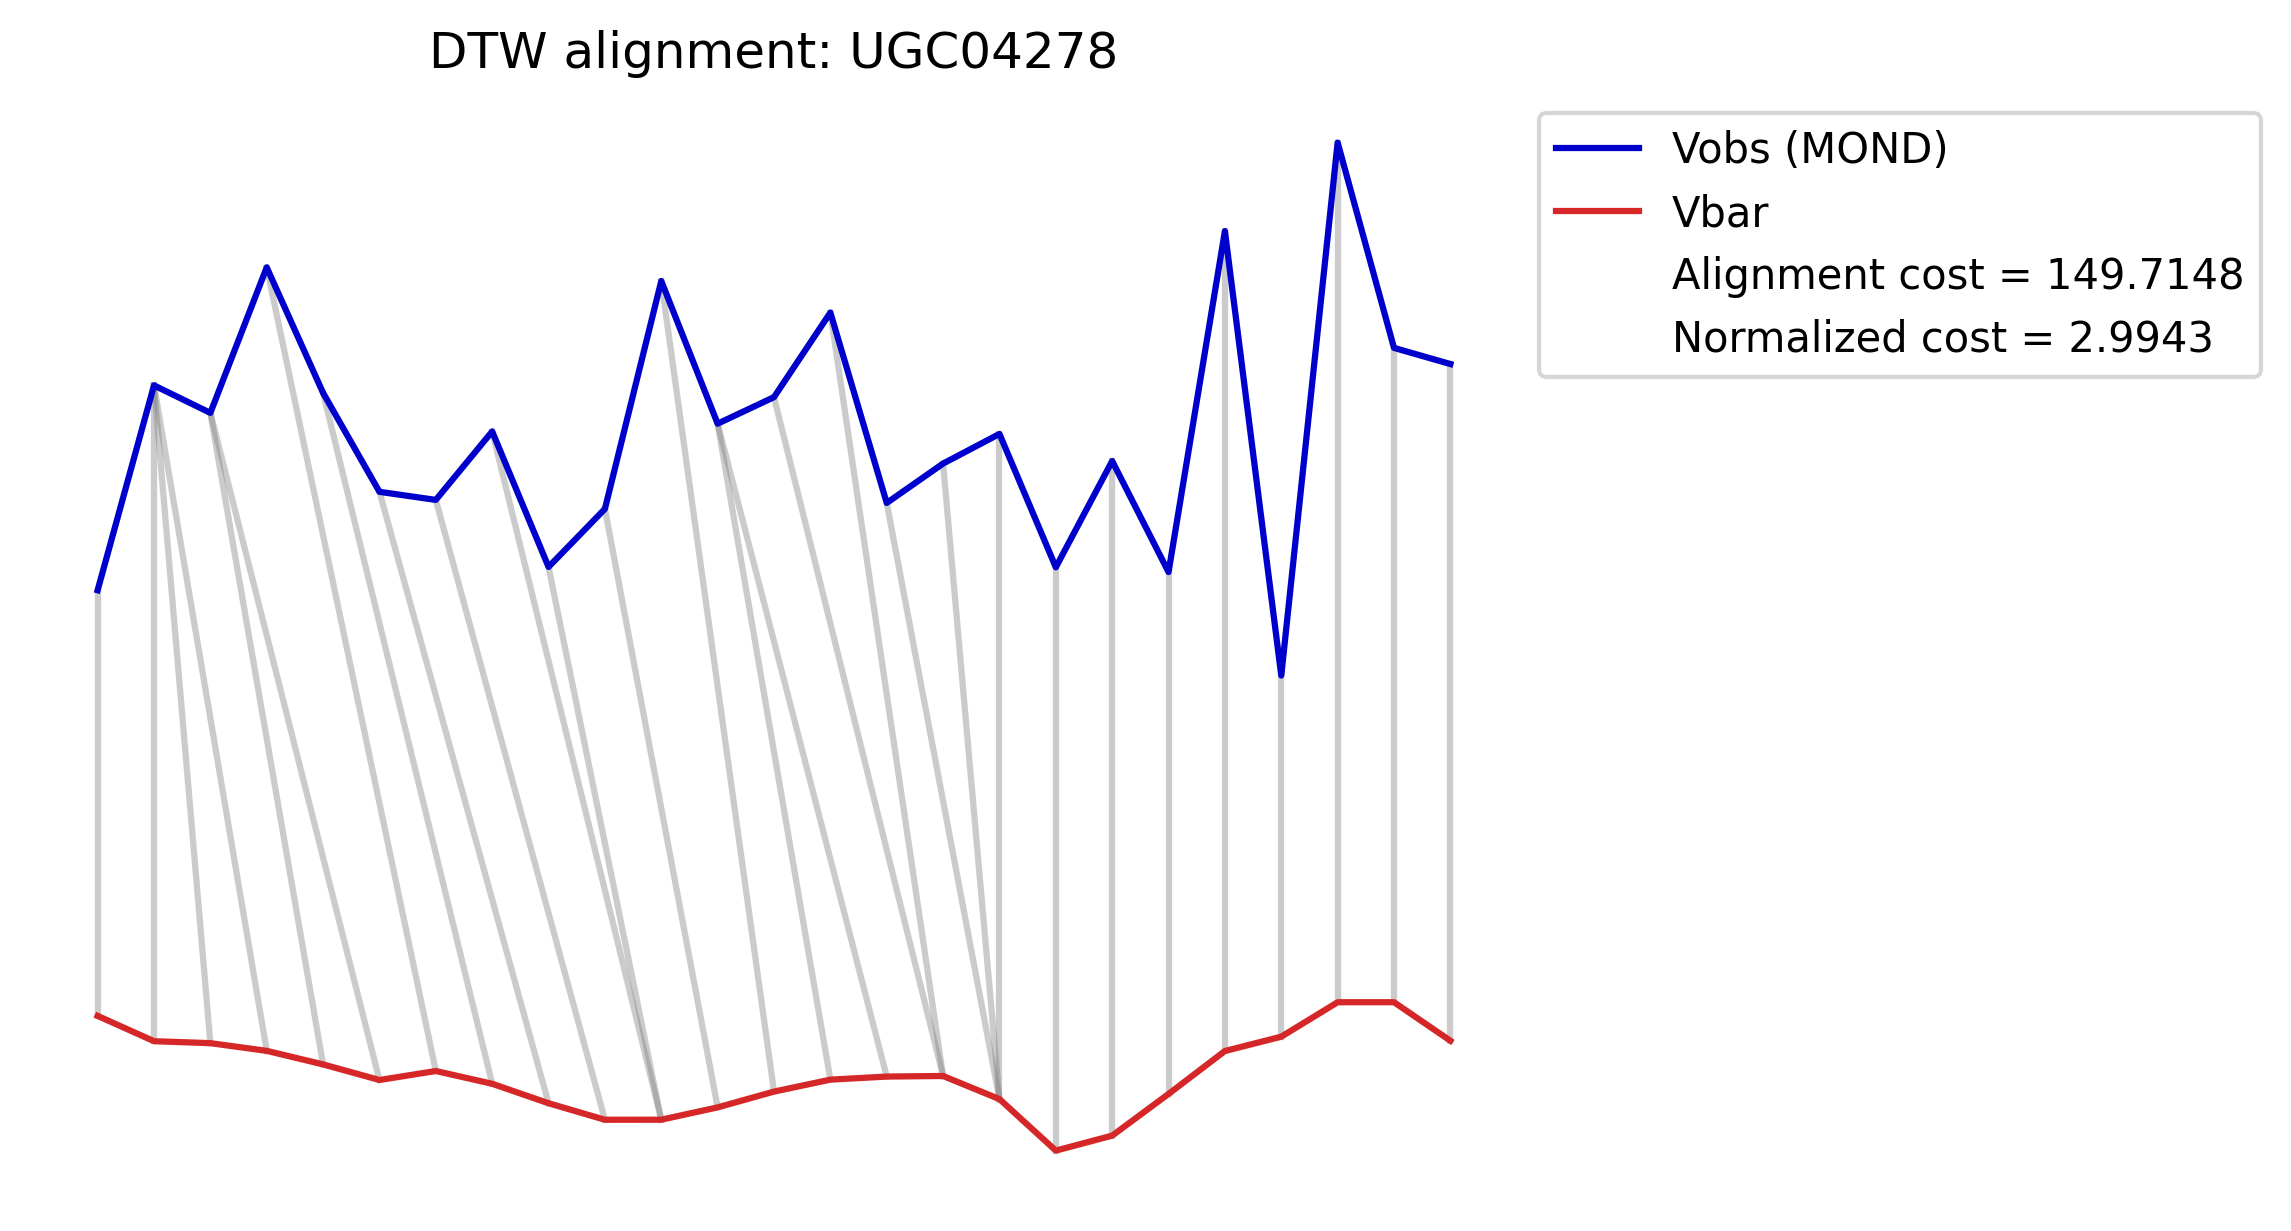 DTW alignment: UGC04278
Vobs (MOND)
Vbar
Alignment cost = 149.7148
Normalized cost = 2.9943